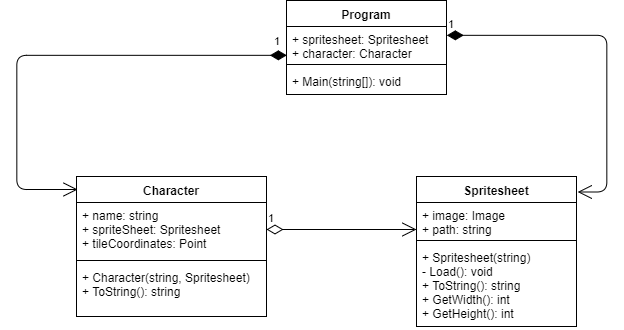 Program
+ spritesheet: Spritesheet
+ character: Character
+ Main(string[]): void
1
1
Character
+ name: string
+ spriteSheet: Spritesheet
+ tileCoordinates: Point
+ Character(string, Spritesheet)
+ ToString(): string
1
Spritesheet
+ image: Image
+ path: string
+ Spritesheet(string)
- Load(): void
+ ToString(): string
+ GetWidth(): int
+ GetHeight(): int